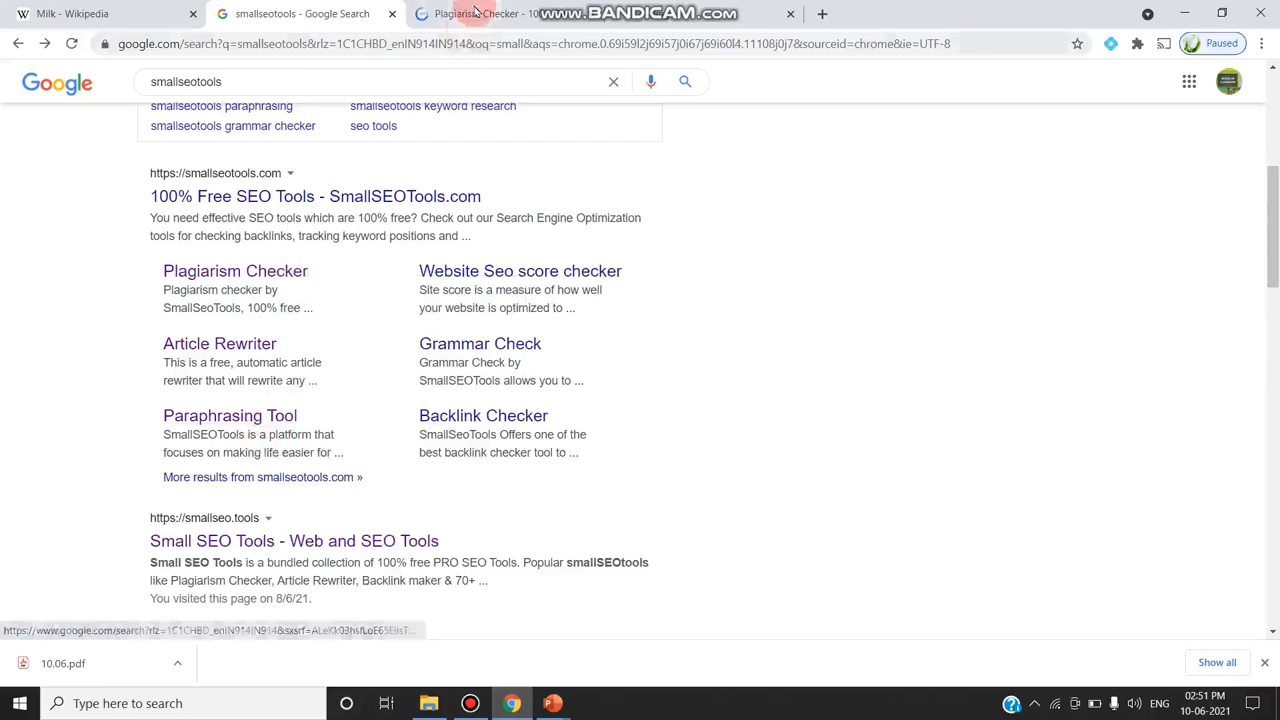 Milk - Wikipedia
smallseotools - Google Search
Plagiarism Checker - 10
www.BANDICAM.com
google.com/search?q=smallseotools&rlz=1C1CHBD_enIN914IN914&oq=small&aqs=chrome.0.69i59l2j69i57j0i67j69i60l4.11108j0j7&sourceid=chrome&ie=UTF-8
Paused
Google
smallseotools
smallseotools paraphrasing
smallseotools keyword research
smallseotools grammar checker
seo tools
https://smallseotools.com
100% Free SEO Tools - SmallSEOTools.com
You need effective SEO tools which are 100% free? Check out our Search Engine Optimization
tools for checking backlinks, tracking keyword positions and ...
Plagiarism Checker
Plagiarism checker by
SmallSeoTools, 100% free ...
Website Seo score checker
Site score is a measure of how well
your website is optimized to ...
Article Rewriter
This is a free, automatic article
rewriter that will rewrite any ...
Grammar Check
Grammar Check by
SmallSEOTools allows you to ...
Paraphrasing Tool
SmallSEOTools is a platform that
focuses on making life easier for ...
Backlink Checker
SmallSeoTools Offers one of the
best backlink checker tool to ...
More results from smallseotools.com »
https://smallseo.tools
Small SEO Tools - Web and SEO Tools
Small SEO Tools is a bundled collection of 100% free PRO SEO Tools. Popular smallSEOtools
like Plagiarism Checker, Article Rewriter, Backlink maker & 70+ ...
You visited this page on 8/6/21.
https://www.google.com/search?rlz=1C1CHBD_enIN914IN914&sxsrf=ALeKk03hsfLoE65EjisT...
10.06.pdf
Show all
Type here to search
ENG
02:51 PM
10-06-2021